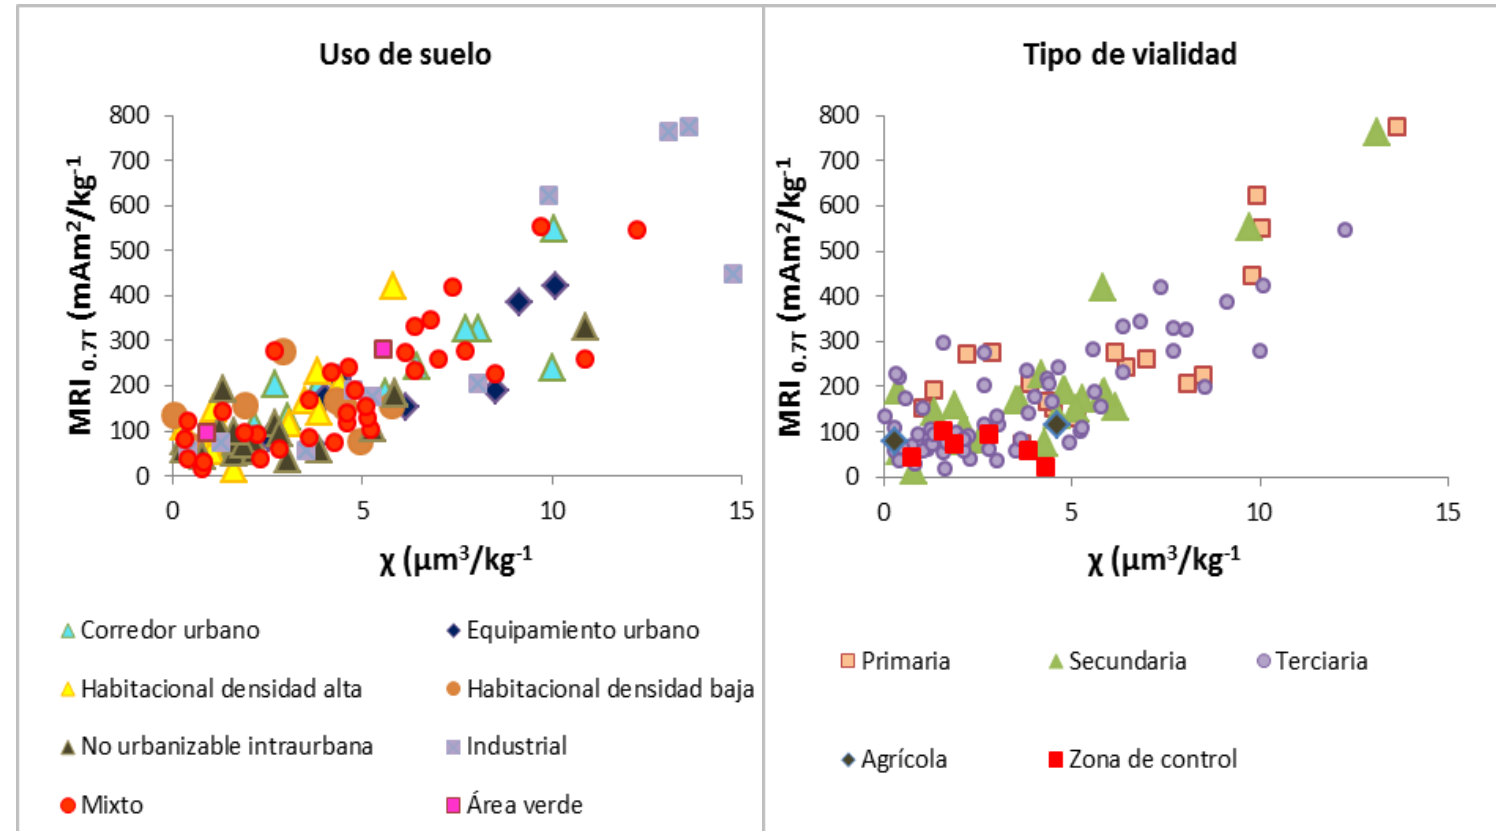 Uso de suelo
MRI 0.7T (mAm²/kg⁻¹
800
700
600
500
400
300
200
100
0
0 5 10 15
χ (μm³/kg⁻¹
Corredor urbano
Equipamiento urbano
Habitacional densidad alta
Habitacional densidad baja
No urbanizable intraurbana
Industrial
Mixto
Área verde
Tipo de vialidad
MRI 0.7T (mAm²/kg⁻¹
800
700
600
500
400
300
200
100
0
0 5 10 15
χ (μm³/kg⁻¹
Primaria
Secundaria
Terciaria
Agrícola
Zona de control